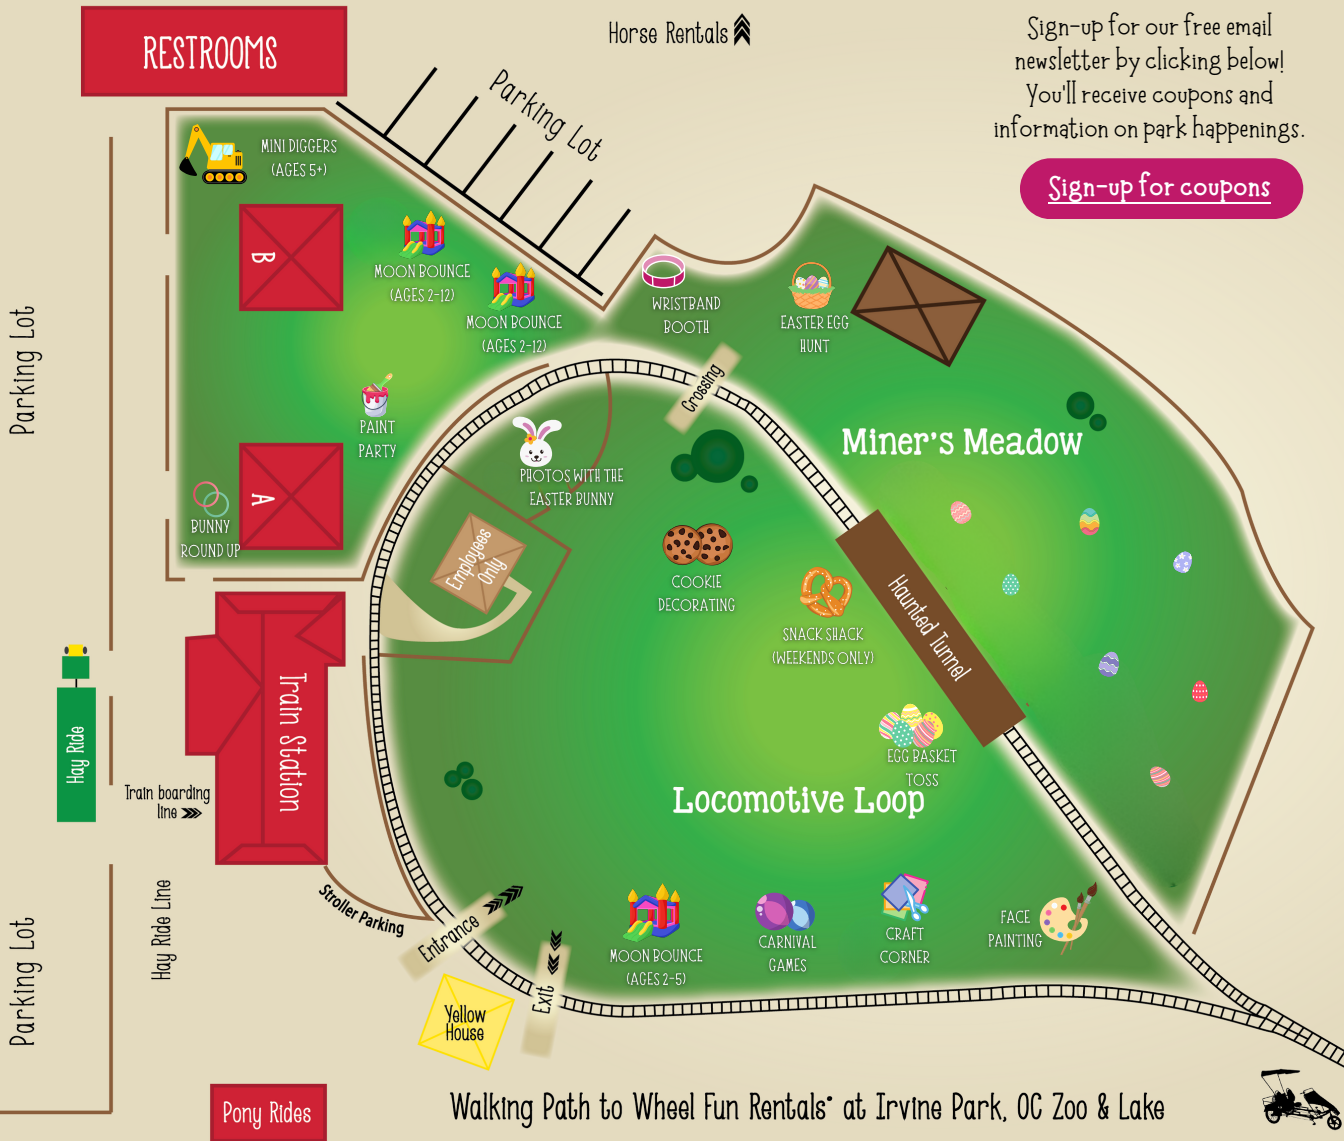 RESTROOMS
Horse Rentals
Sign-up for our free email
newsletter by clicking below!
You'll receive coupons and
information on park happenings.
Sign-up for coupons
Parking Lot
MINI DIGGERS
(AGES 5+)
B
MOON BOUNCE
(AGES 2-12)
MOON BOUNCE
(AGES 2-12)
WRISTBAND
BOOTH
EASTER EGG
HUNT
Parking Lot
Crossing
PAINT
PARTY
Miner's Meadow
A
BUNNY
ROUND UP
PHOTOS WITH THE
EASTER BUNNY
Employees
Only
COOKIE
DECORATING
SNACK SHACK
(WEEKENDS ONLY)
Haunted Tunnel
Train Station
Hay Ride
EGG BASKET
TOSS
Train boarding
line
Locomotive Loop
Stroller Parking
Hay Ride Line
Parking Lot
Entrance
Exit
MOON BOUNCE
(AGES 2-5)
CARNIVAL
GAMES
CRAFT
CORNER
FACE
PAINTING
Yellow
House
Pony Rides
Walking Path to Wheel Fun Rentals® at Irvine Park, OC Zoo & Lake